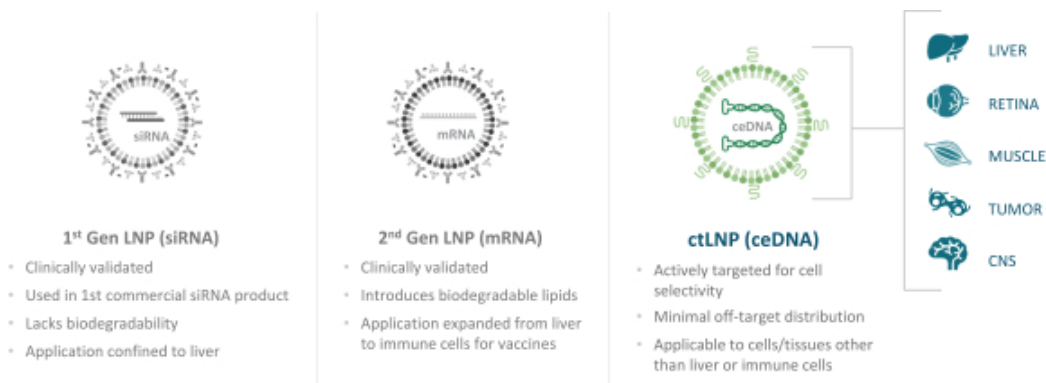 siRNA
1st Gen LNP (siRNA)
• Clinically validated
• Used in 1st commercial siRNA product
• Lacks biodegradability
• Application confined to liver
mRNA
2nd Gen LNP (mRNA)
• Clinically validated
• Introduces biodegradable lipids
• Application expanded from liver
to immune cells for vaccines
ceDNA
ctLNP (ceDNA)
• Actively targeted for cell
selectivity
• Minimal off-target distribution
• Applicable to cells/tissues other
than liver or immune cells
LIVER
RETINA
MUSCLE
TUMOR
CNS